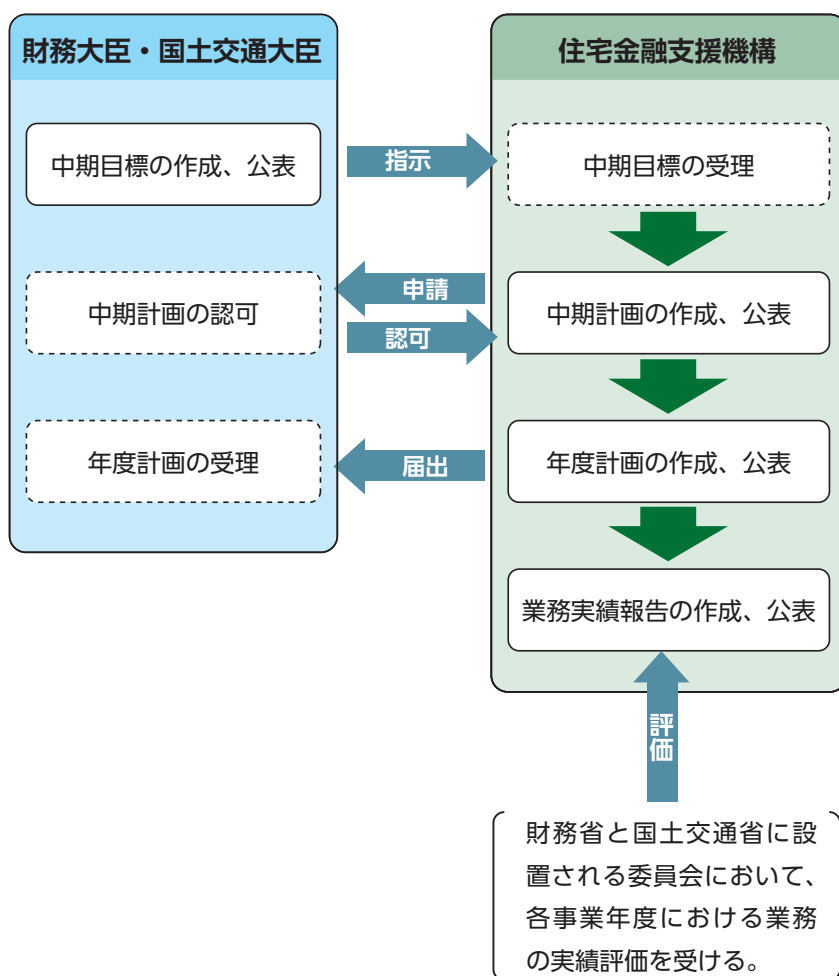 財務大臣・国土交通大臣
住宅金融支援機構
中期目標の作成、公表
指示
中期目標の受理
申請
中期計画の認可
中期計画の作成、公表
認可
年度計画の受理
届出
年度計画の作成、公表
業務実績報告の作成、公表
評価
財務省と国土交通省に設
置される委員会において、
各事業年度における業務
の実績評価を受ける。